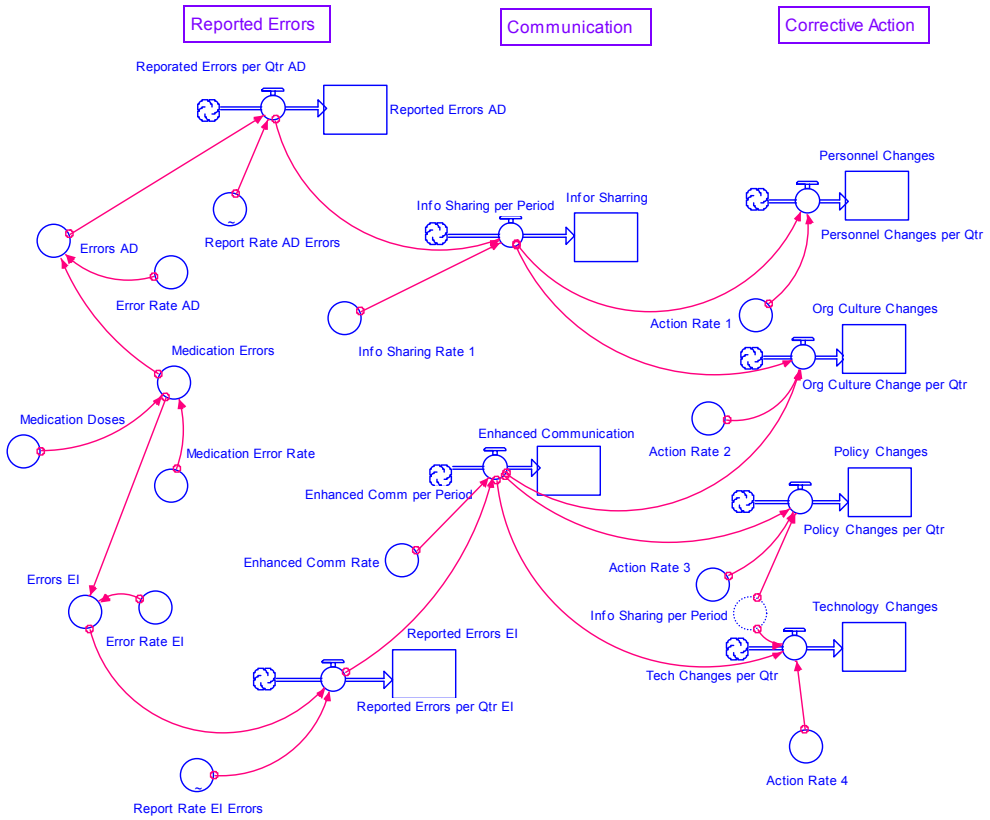 Reported Errors
Communication
Corrective Action
Reporated Errors per Qtr AD
Reported Errors AD
Report Rate AD Errors
Errors AD
Error Rate AD
Medication Errors
Medication Doses
Medication Error Rate
Errors EI
Error Rate EI
Reported Errors EI
Reported Errors per Qtr EI
Report Rate EI Errors
Info Sharing per Period
Infor Sharring
Info Sharing Rate 1
Enhanced Communication
Enhanced Comm per Period
Enhanced Comm Rate
Personnel Changes
Personnel Changes per Qtr
Action Rate 1
Org Culture Changes
Org Culture Change per Qtr
Action Rate 2
Policy Changes
Policy Changes per Qtr
Action Rate 3
Info Sharing per Period
Technology Changes
Tech Changes per Qtr
Action Rate 4
~
~